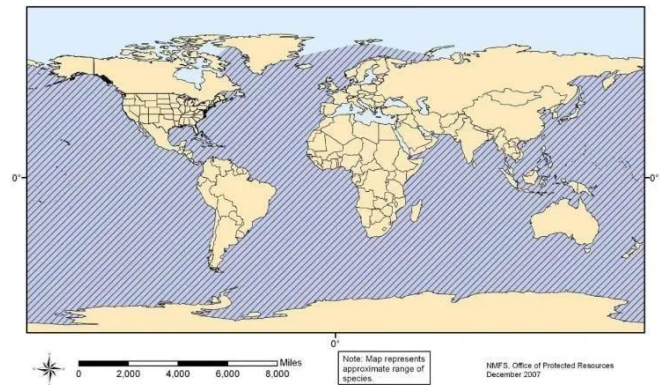 0°
0°
0°
Miles
0 2,000 4,000 6,000 8,000
Note: Map represents
approximate range of
species.
NMFS, Office of Protected Resources
December 2007